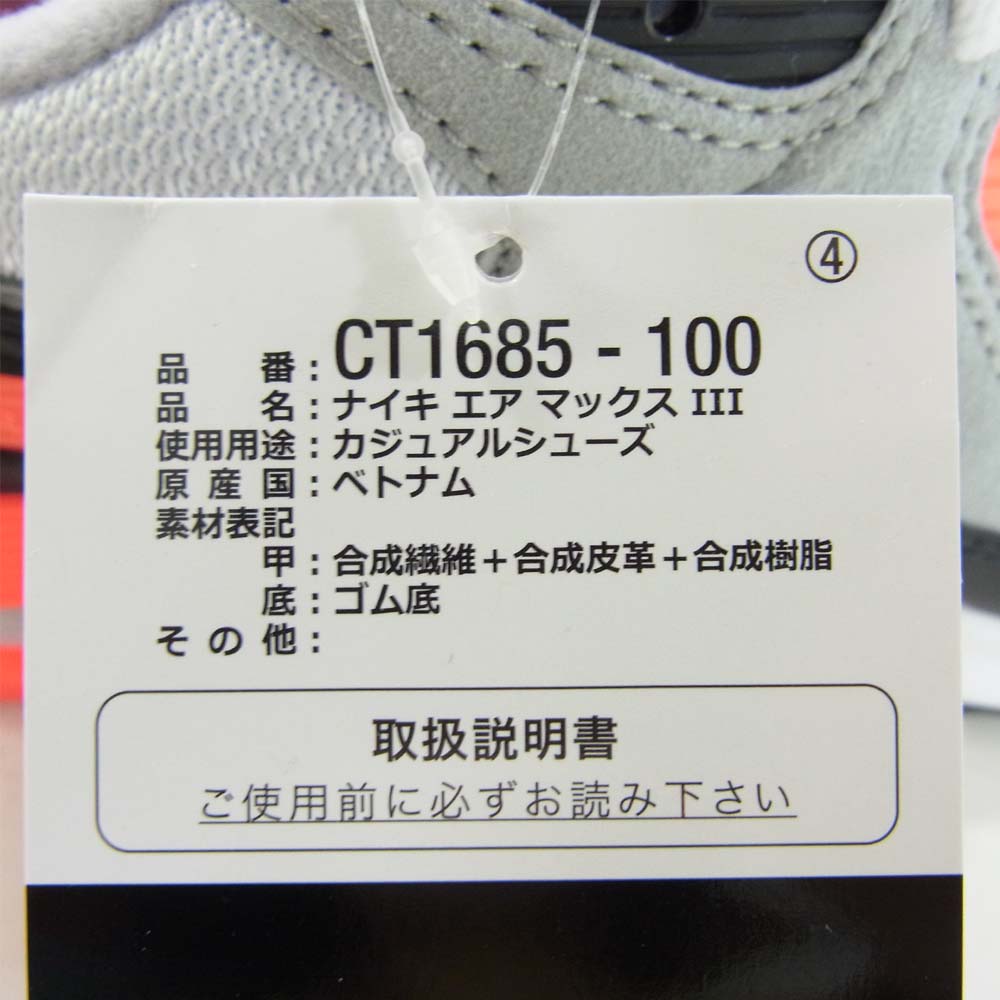 ④
品番:CT1685 - 100
品名:ナイキ エア マックス III
使用用途:カジュアルシューズ
原産国:ベトナム
素材表記
甲:合成繊維+合成皮革+合成樹脂
底:ゴム底
その他:
取扱説明書
ご使用前に必ずお読み下さい